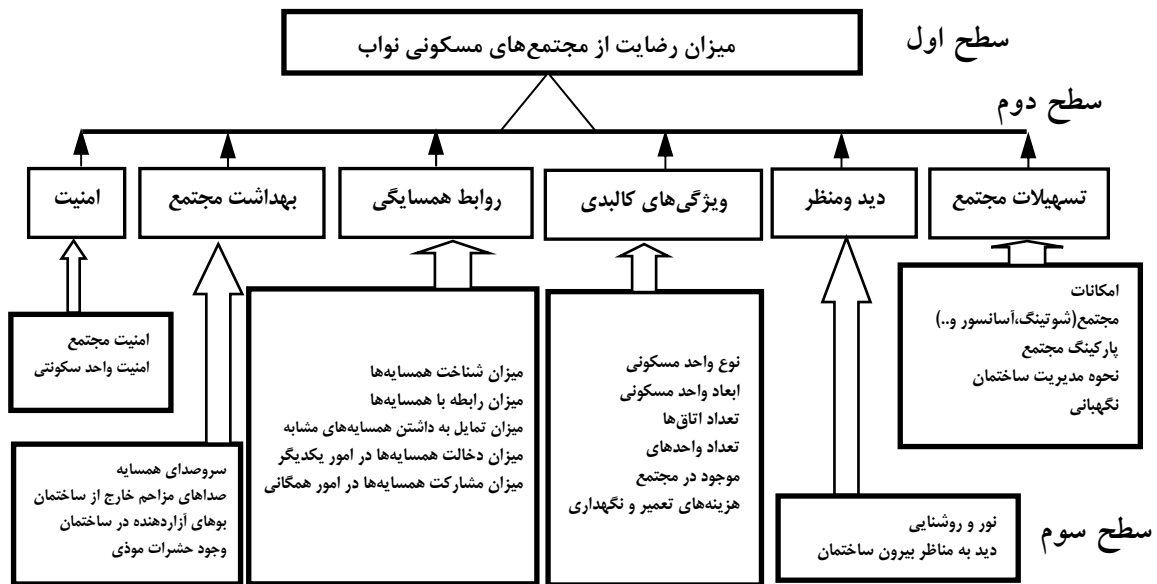 میزان رضایت از مجتمع‌های مسکونی نواب
سطح اول
سطح دوم
تسهیلات مجتمع
دید ومنظر
ویژگی‌های کالبدی
روابط همسایگی
بهداشت مجتمع
امنیت
امکانات
مجتمع(شوتینگ،آسانسور و..)
پارکینگ مجتمع
نحوه مدیریت ساختمان
نگهبانی
نور و روشنایی
دید به مناظر بیرون ساختمان
نوع واحد مسکونی
ابعاد واحد مسکونی
تعداد اتاق‌ها
تعداد واحدهای
موجود در مجتمع
هزینه‌های تعمیر و نگهداری
میزان شناخت همسایه‌ها
میزان رابطه با همسایه‌ها
میزان تمایل به داشتن همسایه‌های مشابه
میزان دخالت همسایه‌ها در امور یکدیگر
میزان مشارکت همسایه‌ها در امور همگانی
سروصدای همسایه
صداهای مزاحم خارج از ساختمان
بوهای آزاردهنده در ساختمان
وجود حشرات موذی
امنیت مجتمع
امنیت واحد سکونتی
سطح سوم